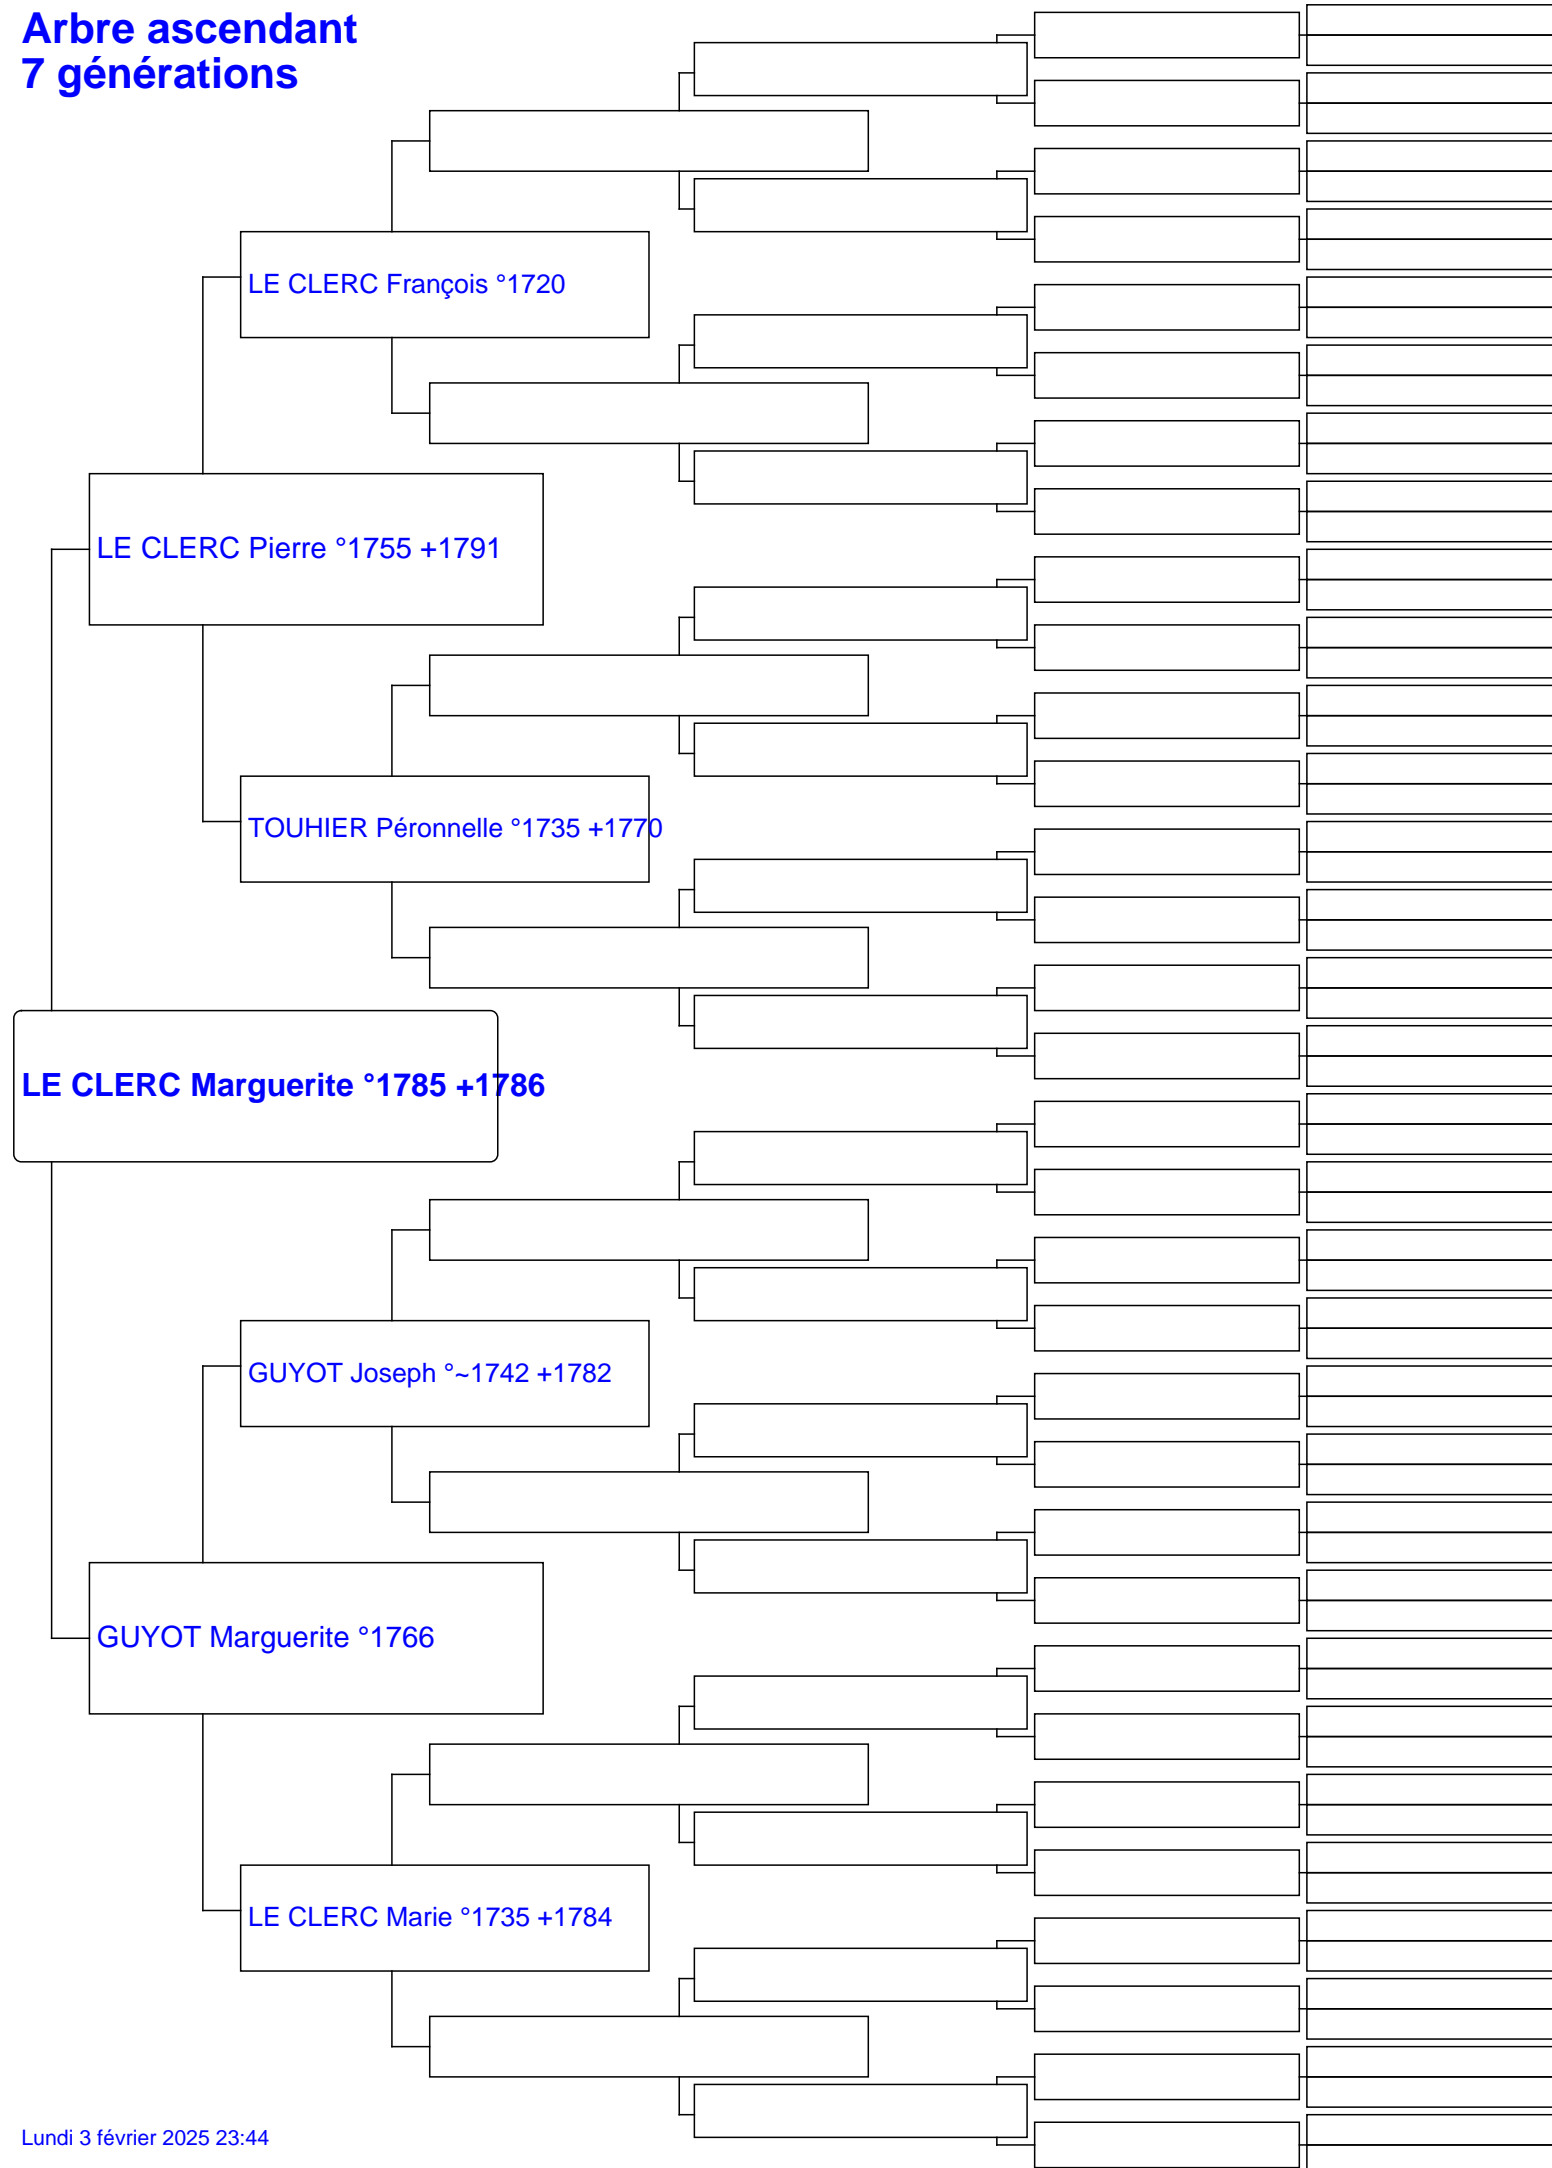 Arbre ascendant
7 générations
LE CLERC François °1720
LE CLERC Pierre °1755 +1791
TOUHIER Péronnelle °1735 +1770
LE CLERC Marguerite °1785 +1786
GUYOT Joseph °~1742 +1782
GUYOT Marguerite °1766
LE CLERC Marie °1735 +1784
Lundi 3 février 2025 23:44